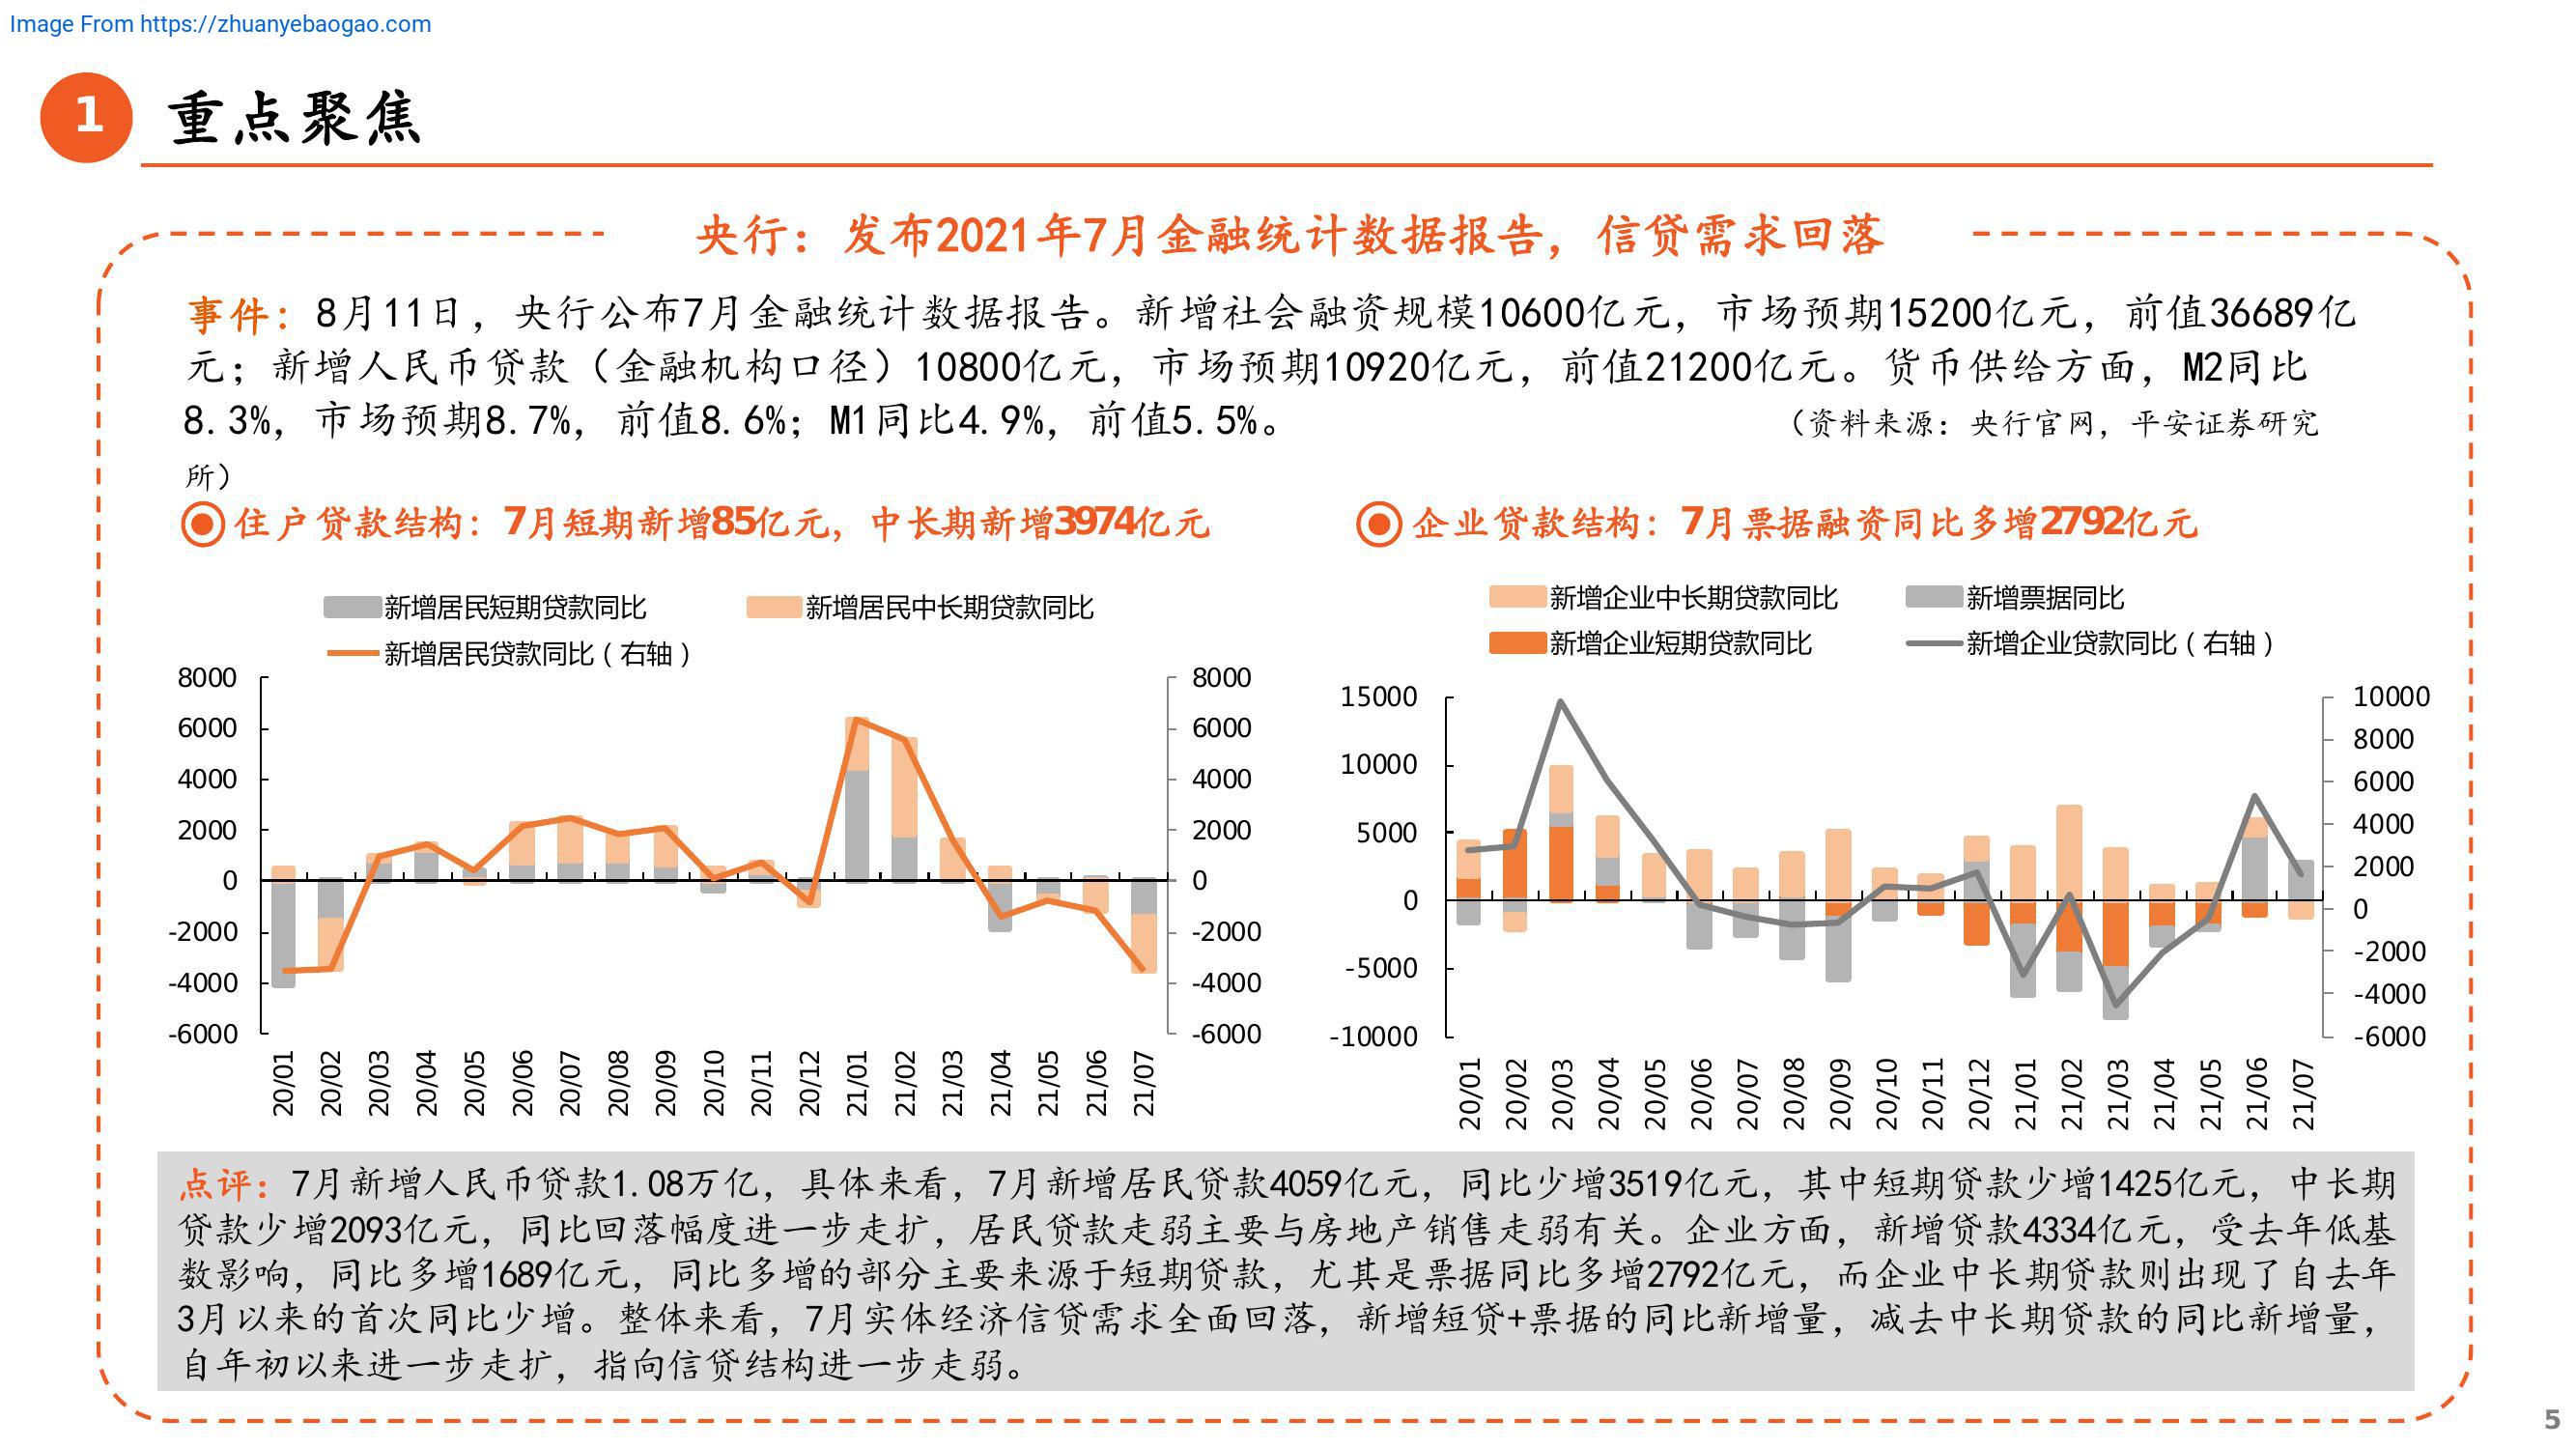 Image From https://zhuanyebaogao.com
1 重点聚焦
央行：发布2021年7月金融统计数据报告，信贷需求回落
事件：8月11日，央行公布7月金融统计数据报告。新增社会融资规模10600亿元，市场预期15200亿元，前值36689亿
元；新增人民币贷款（金融机构口径）10800亿元，市场预期10920亿元，前值21200亿元。货币供给方面，M2同比
8.3%，市场预期8.7%，前值8.6%；M1同比4.9%，前值5.5%。 （资料来源：央行官网，平安证券研究
所）
住户贷款结构：7月短期新增85亿元，中长期新增3974亿元
新增居民短期贷款同比 新增居民中长期贷款同比
新增居民贷款同比（右轴）
8000 8000
6000 6000
4000 4000
2000 2000
0 0
-2000 -2000
-4000 -4000
-6000 -6000
20/01 20/02 20/03 20/04 20/05 20/06 20/07 20/08 20/09 20/10 20/11 20/12 21/01 21/02 21/03 21/04 21/05 21/06 21/07
企业贷款结构：7月票据融资同比多增2792亿元
新增企业中长期贷款同比 新增票据同比
新增企业短期贷款同比 新增企业贷款同比（右轴）
15000 10000
8000
10000 6000
5000 4000
2000
0 0
-2000
-5000 -4000
-10000 -6000
20/01 20/02 20/03 20/04 20/05 20/06 20/07 20/08 20/09 20/10 20/11 20/12 21/01 21/02 21/03 21/04 21/05 21/06 21/07
点评：7月新增人民币贷款1.08万亿，具体来看，7月新增居民贷款4059亿元，同比少增3519亿元，其中短期贷款少增1425亿元，中长期
贷款少增2093亿元，同比回落幅度进一步走扩，居民贷款走弱主要与房地产销售走弱有关。企业方面，新增贷款4334亿元，受去年低基
数影响，同比多增1689亿元，同比多增的部分主要来源于短期贷款，尤其是票据同比多增2792亿元，而企业中长期贷款则出现了自去年
3月以来的首次同比少增。整体来看，7月实体经济信贷需求全面回落，新增短贷+票据的同比新增量，减去中长期贷款的同比新增量，
自年初以来进一步走扩，指向信贷结构进一步走弱。
5